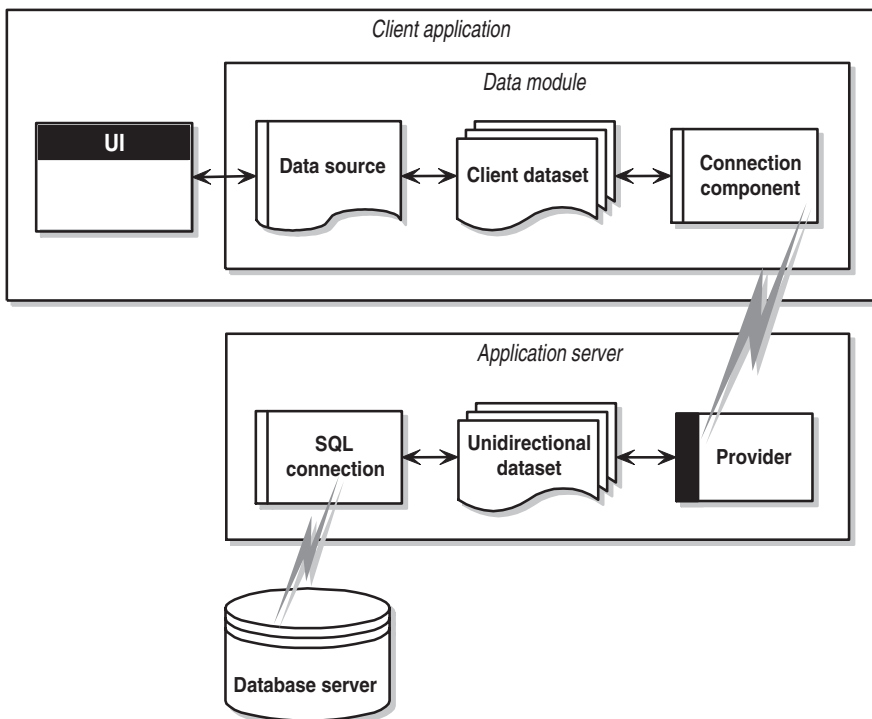 Client application
Data module
UI
Data source
Client dataset
Connection
component
Application server
SQL
connection
Unidirectional
dataset
Provider
Database server